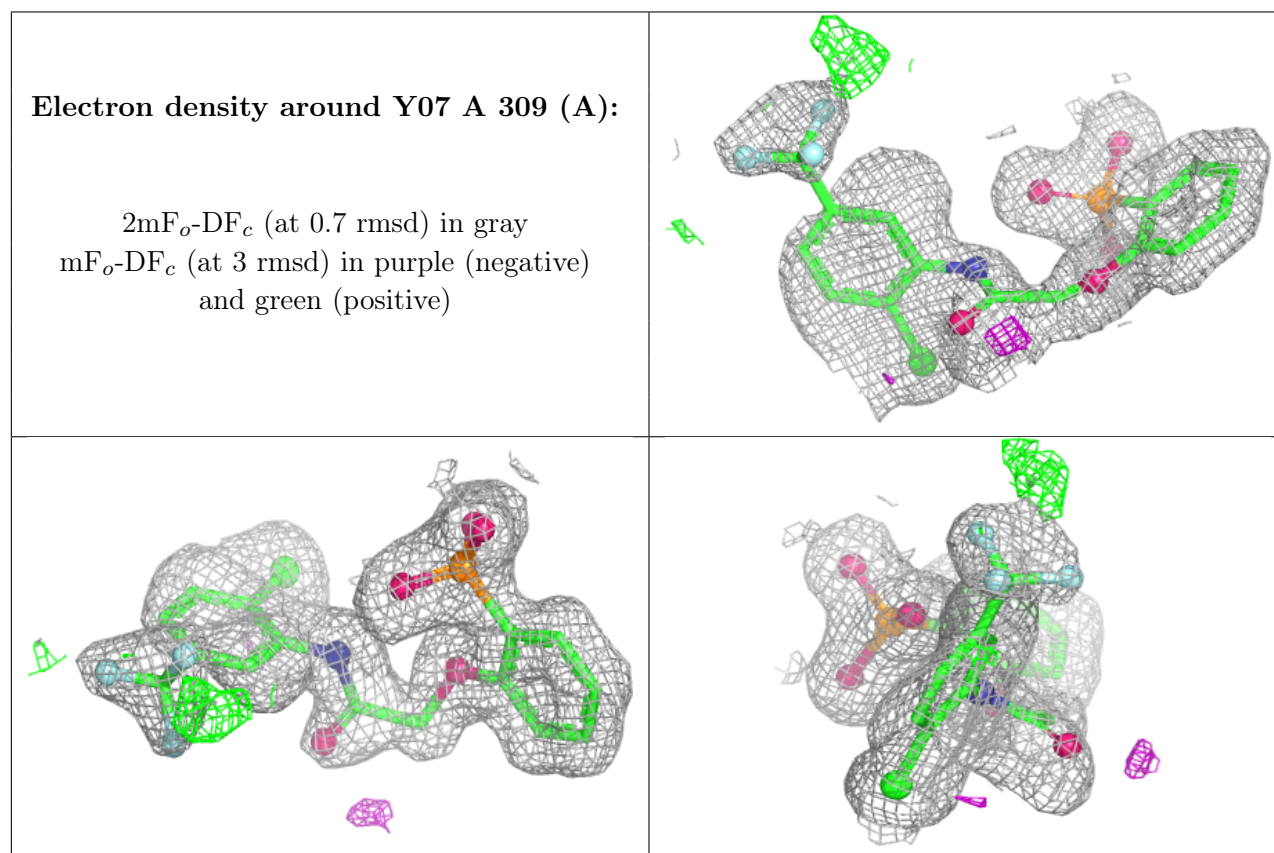 Electron density around Y07 A 309 (A):
2mFₒ-DF𝒸 (at 0.7 rmsd) in gray
mFₒ-DF𝒸 (at 3 rmsd) in purple (negative)
and green (positive)